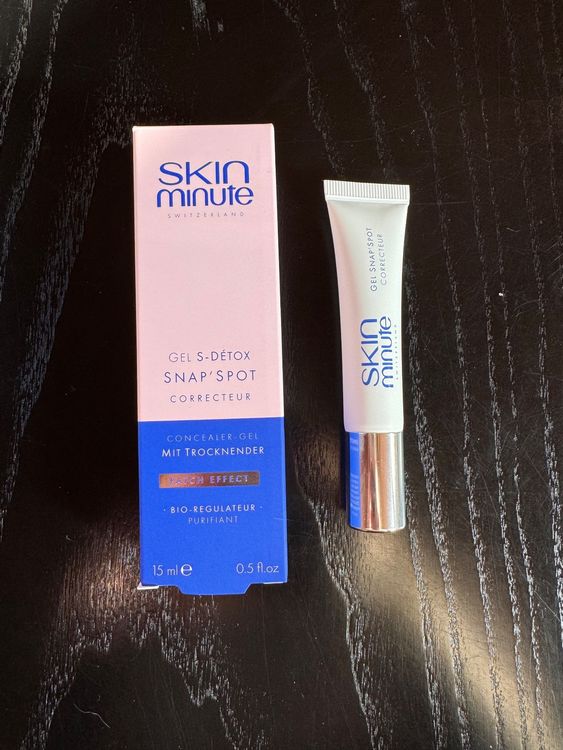 SKIN
minute
SWITZERLAND
GEL S-DÉTOX
SNAP'SPOT
CORRECTEUR
CONCEALER-GEL
MIT TROCKNENDER
PATCH EFFECT
· BIO-REGULATEUR ·
PURIFIANT
15 ml e
0.5 fl.oz
SKIN
minute
SWITZERLAND
GEL SNAP'SPOT
CORRECTEUR